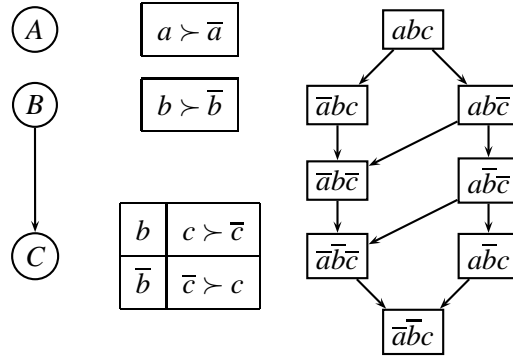 A
a ≻ a̅
abc
B
b ≻ b̅
a̅bc
abc̅
a̅bc̅
ab̅c̅
C
b
c ≻ c̅
b̅
c̅ ≻ c
a̅b̅c̅
ab̅c
a̅b̅c